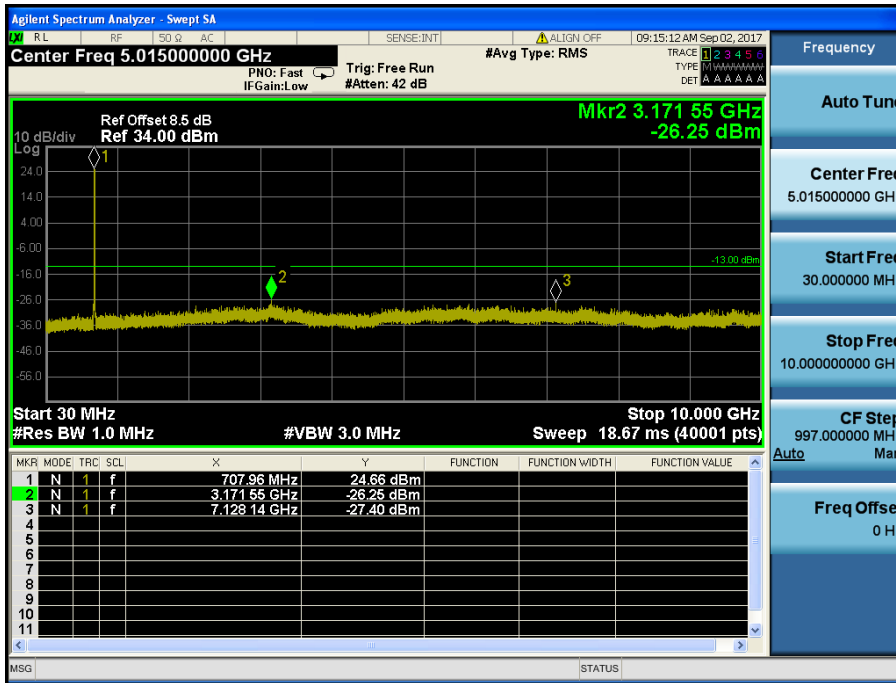 Agilent Spectrum Analyzer - Swept SA
LXI RL RF 50 Ω AC SENSE:INT ALIGN OFF 09:15:12 AM Sep 02, 2017
Center Freq 5.015000000 GHz #Avg Type: RMS TRACE 1 2 3 4 5 6
PNO: Fast Trig: Free Run TYPE MWWWWW
IFGain:Low #Atten: 42 dB DET A A A A A A
Mkr2 3.171 55 GHz
-26.25 dBm
Ref Offset 8.5 dB
10 dB/div Ref 34.00 dBm
Log
1
24.0
14.0
4.00
-6.00
-13.00 dBm
-16.0
2
3
-26.0
-36.0
-46.0
-56.0
Start 30 MHz Stop 10.000 GHz
#Res BW 1.0 MHz #VBW 3.0 MHz Sweep 18.67 ms (40001 pts)
MKR MODE TRC SCL X Y FUNCTION FUNCTION WIDTH FUNCTION VALUE
1 N 1 f 707.96 MHz 24.66 dBm
2 N 1 f 3.171 55 GHz -26.25 dBm
3 N 1 f 7.128 14 GHz -27.40 dBm
4
5
6
7
8
9
10
11
MSG STATUS
Frequency
Auto Tune
Center Fre
5.015000000 GH
Start Fre
30.000000 MH
Stop Fre
10.000000000 GH
CF Step
997.000000 MH
Auto Ma
Freq Offse
0 H